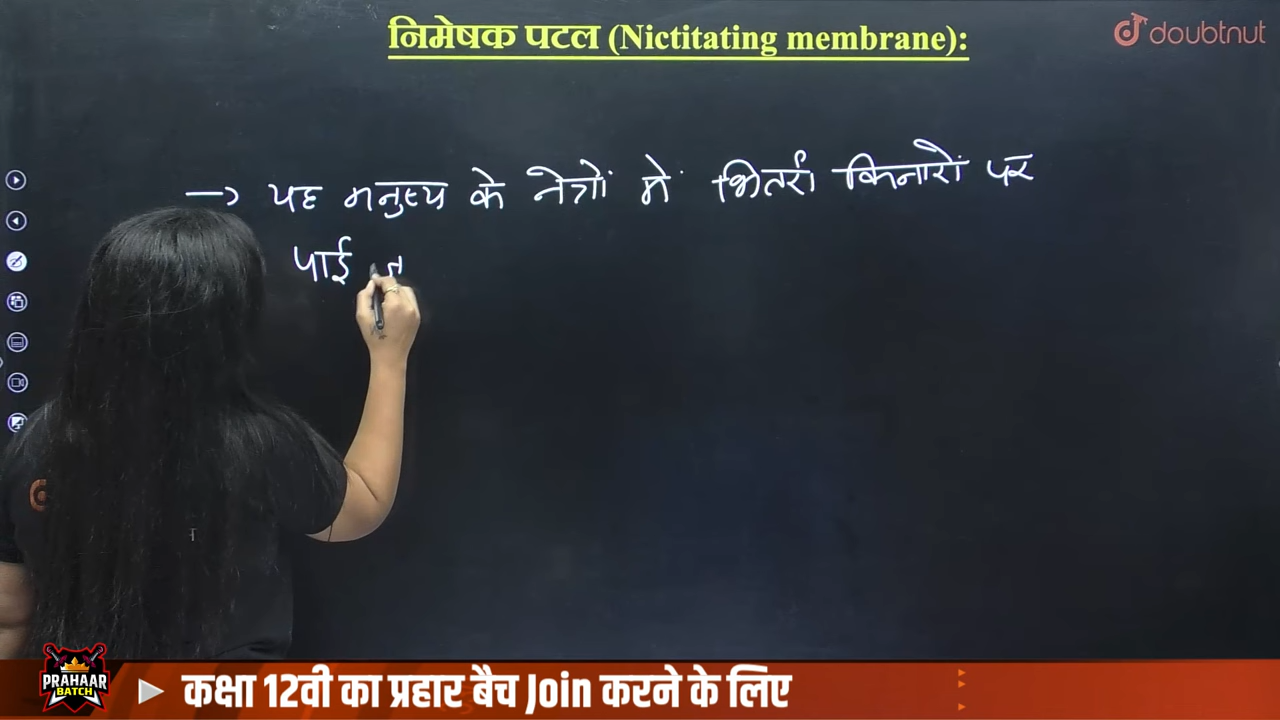 निमेषक पटल (Nictitating membrane):
doubtnut
→ यह मनुष्य के नेत्रों में भितरी किनारों पर
पाई
PRAHAAR
BATCH
कक्षा 12वी का प्रहार बैच Join करने के लिए